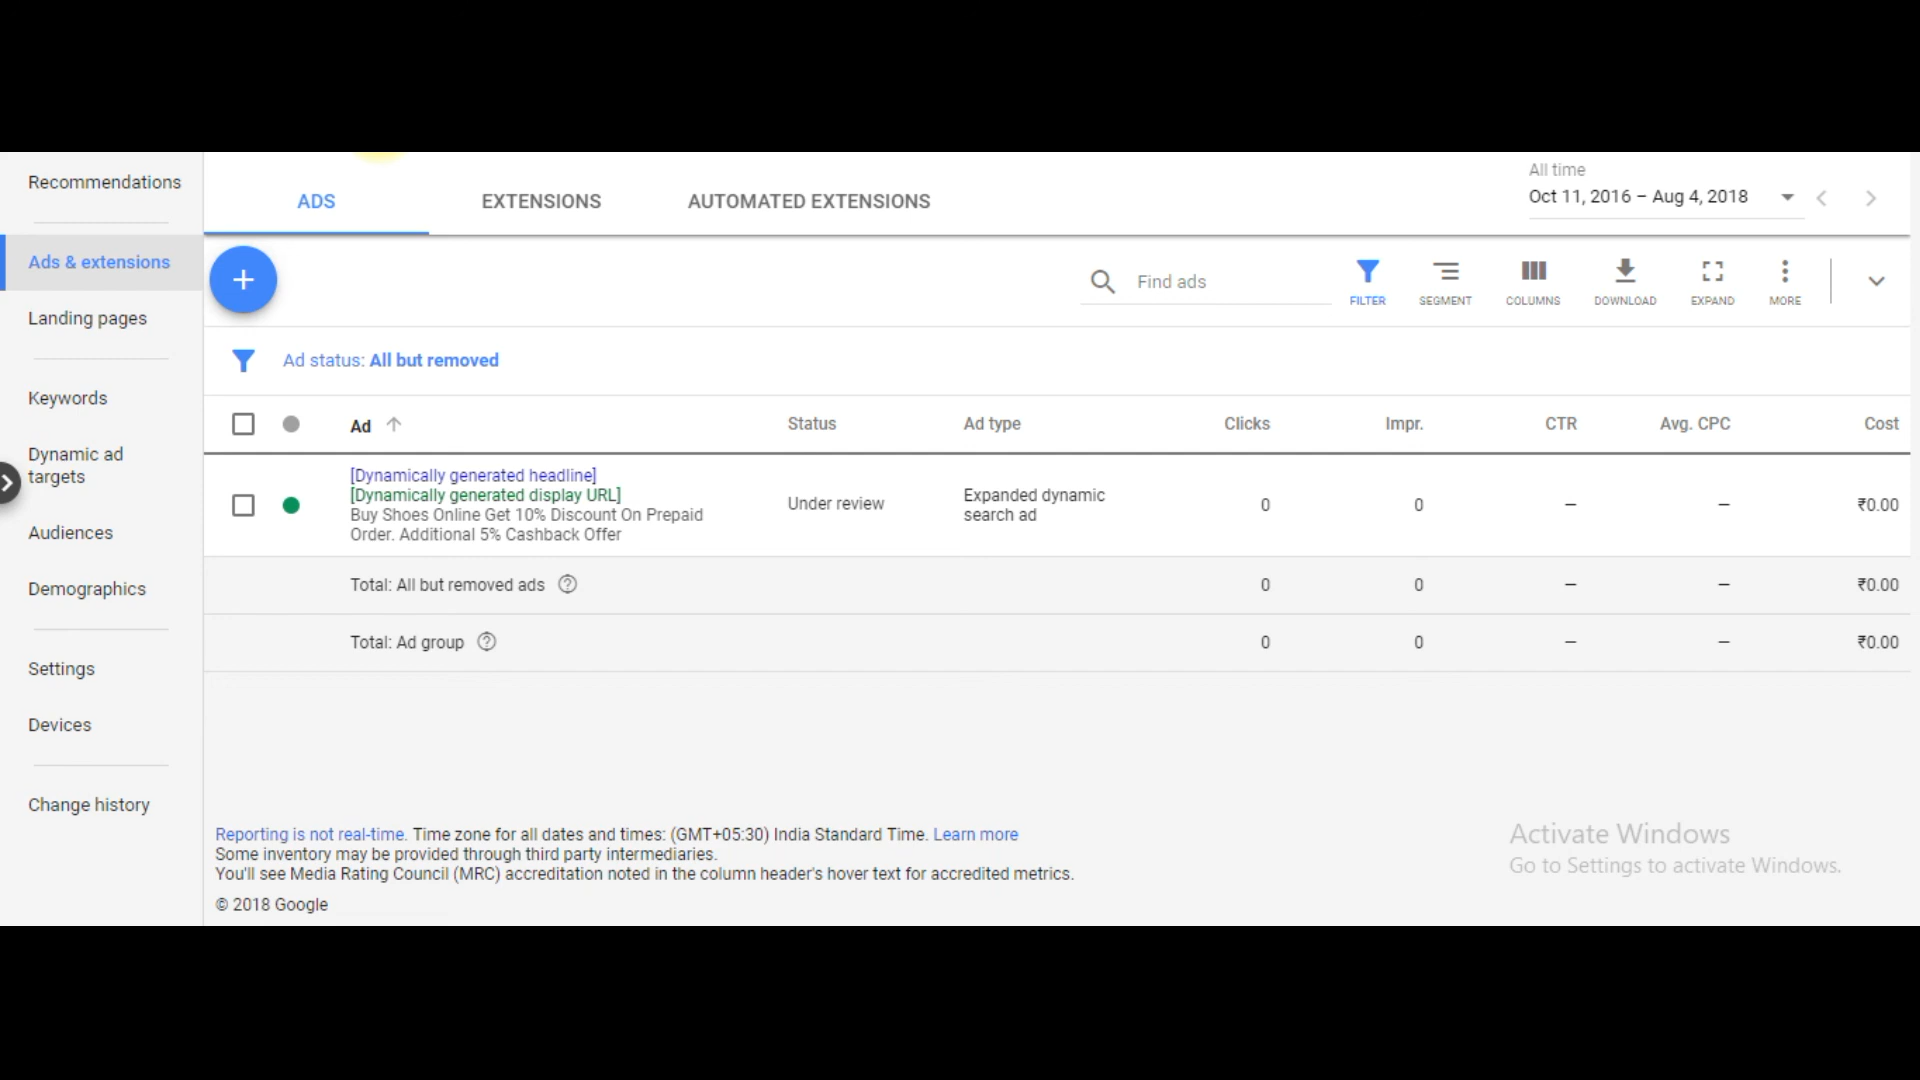 Recommendations
Ads & extensions
Landing pages
Keywords
Dynamic ad
targets
Audiences
Demographics
Settings
Devices
Change history
ADS
EXTENSIONS
AUTOMATED EXTENSIONS
All time
Oct 11, 2016 – Aug 4, 2018
Find ads
FILTER
SEGMENT
COLUMNS
DOWNLOAD
EXPAND
MORE
Ad status: All but removed
Ad Status Ad type Clicks Impr. CTR Avg. CPC Cost
[Dynamically generated headline]
[Dynamically generated display URL]
Buy Shoes Online Get 10% Discount On Prepaid
Order. Additional 5% Cashback Offer
Under review
Expanded dynamic
search ad
0 0 – – ₹0.00
Total: All but removed ads 0 0 – – ₹0.00
Total: Ad group 0 0 – – ₹0.00
Reporting is not real-time. Time zone for all dates and times: (GMT+05:30) India Standard Time. Learn more
Some inventory may be provided through third party intermediaries.
You'll see Media Rating Council (MRC) accreditation noted in the column header's hover text for accredited metrics.
© 2018 Google
Activate Windows
Go to Settings to activate Windows.